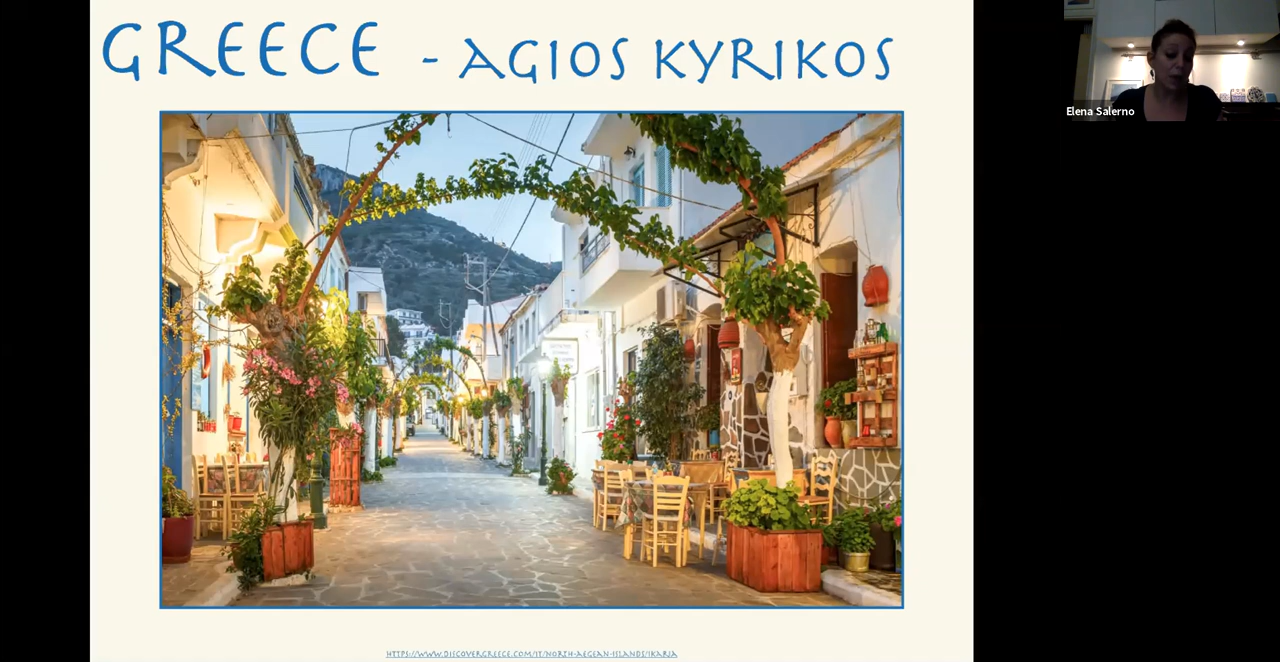 GREECE - AGIOS KYRIKOS
Elena Salerno
HTTPS://WWW.DISCOVERGREECE.COM/IT/NORTH-AEGEAN-ISLANDS/IKARIA